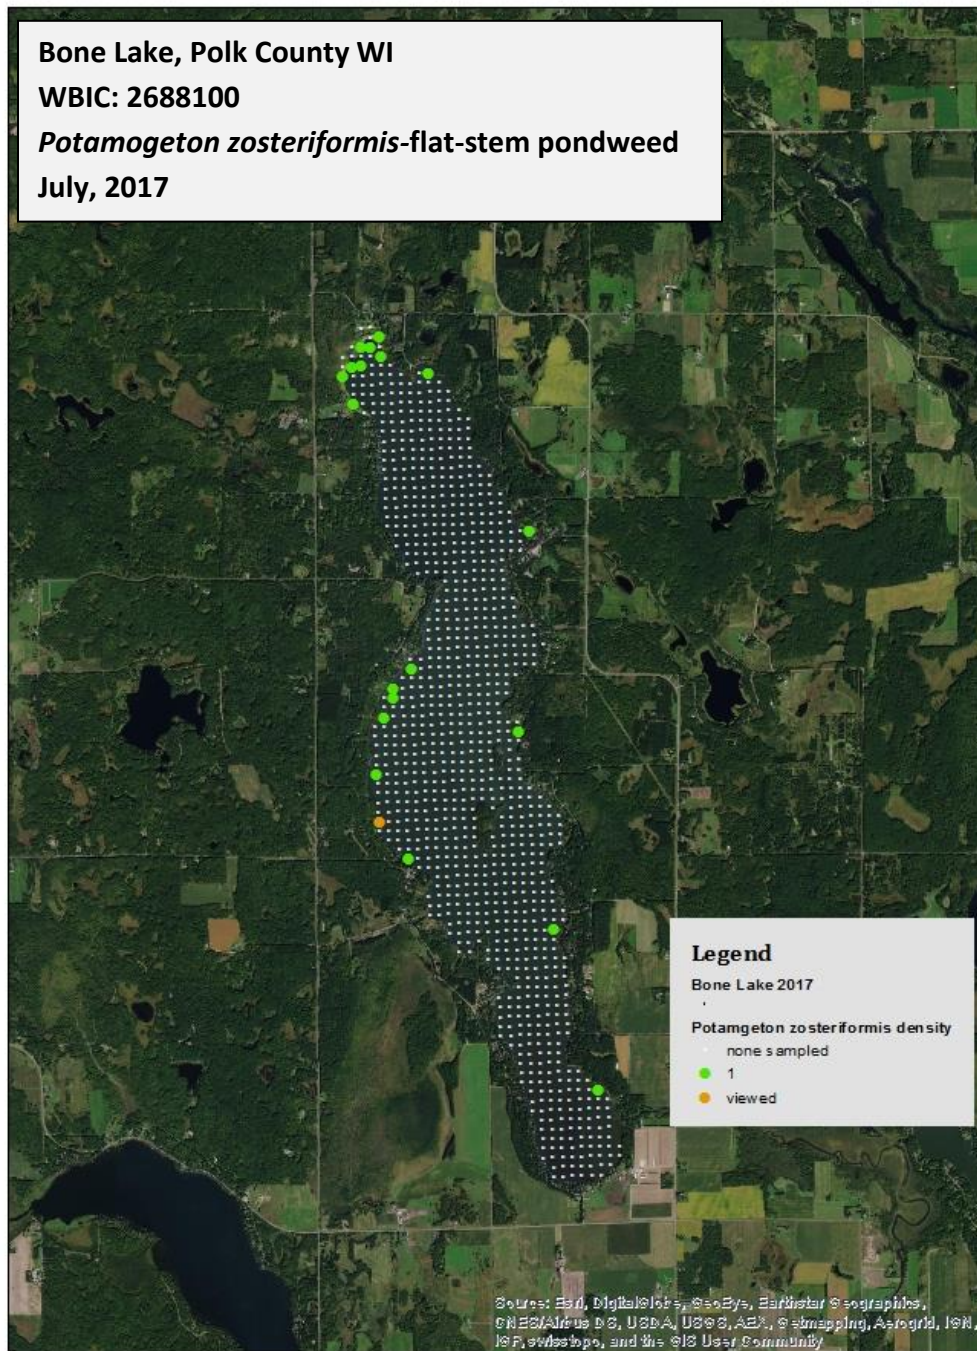 Bone Lake, Polk County WI
WBIC: 2688100
Potamogeton zosteriformis-flat-stem pondweed
July, 2017
Legend
Bone Lake 2017
Potamgeton zosteriformis density
none sampled
1
viewed
Source: Esri, DigitalGlobe, GeoEye, Earthstar Geographics,
CNES/Airbus DS, USDA, USGS, AEX, Getmapping, Aerogrid, IGN,
IGP, swisstopo, and the GIS User Community